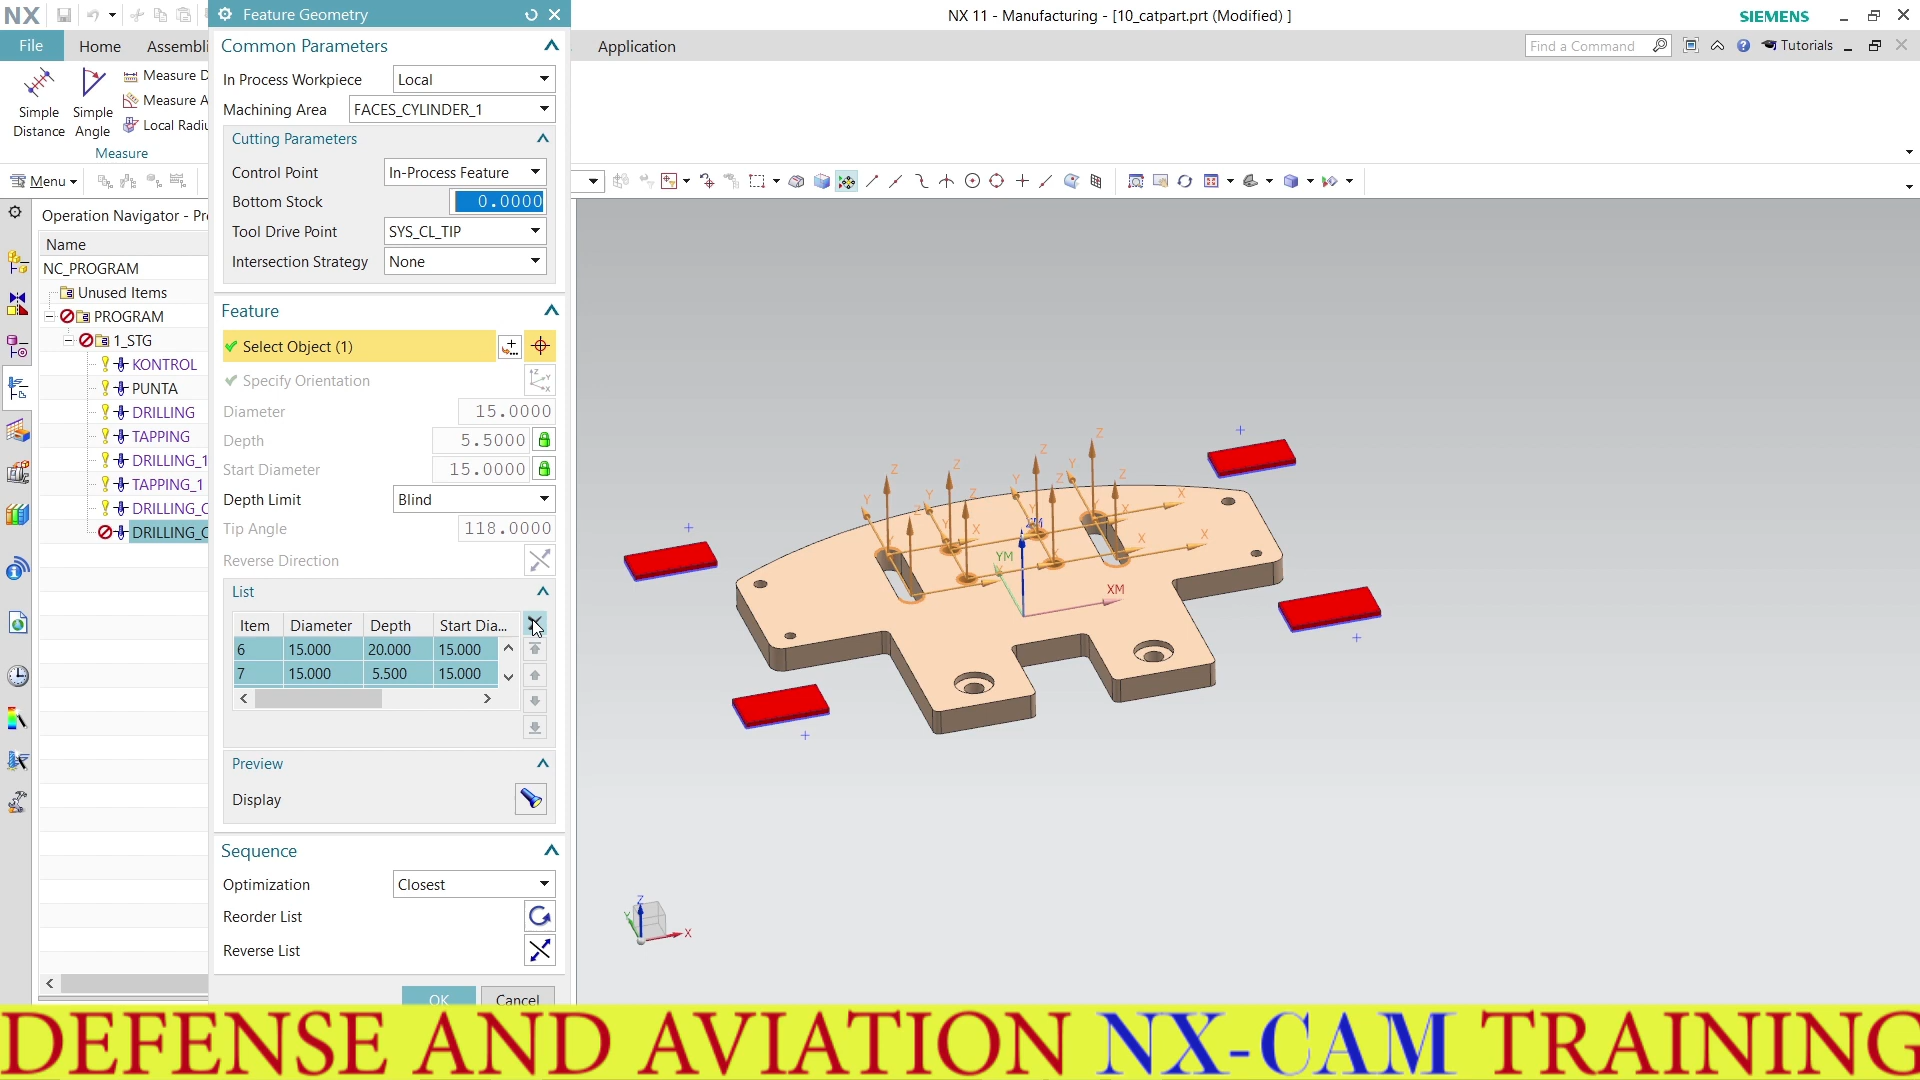 NX
Feature Geometry
NX 11 - Manufacturing - [10_catpart.prt (Modified) ]
SIEMENS
File
Home
Assembli
Application
Find a Command
Tutorials
Common Parameters
In Process Workpiece
Local
Machining Area
FACES_CYLINDER_1
Simple Distance
Simple Angle
Measure D
Measure A
Local Radiu
Measure
Menu
Cutting Parameters
Control Point
In-Process Feature
Bottom Stock
0.0000
Tool Drive Point
SYS_CL_TIP
Intersection Strategy
None
Operation Navigator - Pr
Name
NC_PROGRAM
Unused Items
PROGRAM
1_STG
KONTROL
PUNTA
DRILLING
TAPPING
DRILLING_1
TAPPING_1
DRILLING_C
DRILLING_C
Feature
Select Object (1)
Specify Orientation
Diameter
15.0000
Depth
5.5000
Start Diameter
15.0000
Depth Limit
Blind
Tip Angle
118.0000
Reverse Direction
List
Item Diameter Depth Start Dia...
6 15.000 20.000 15.000
7 15.000 5.500 15.000
Preview
Display
Sequence
Optimization
Closest
Reorder List
Reverse List
OK
Cancel
ZM
YM
XM
Z
Y
X
DEFENSE AND AVIATION NX-CAM TRAINING